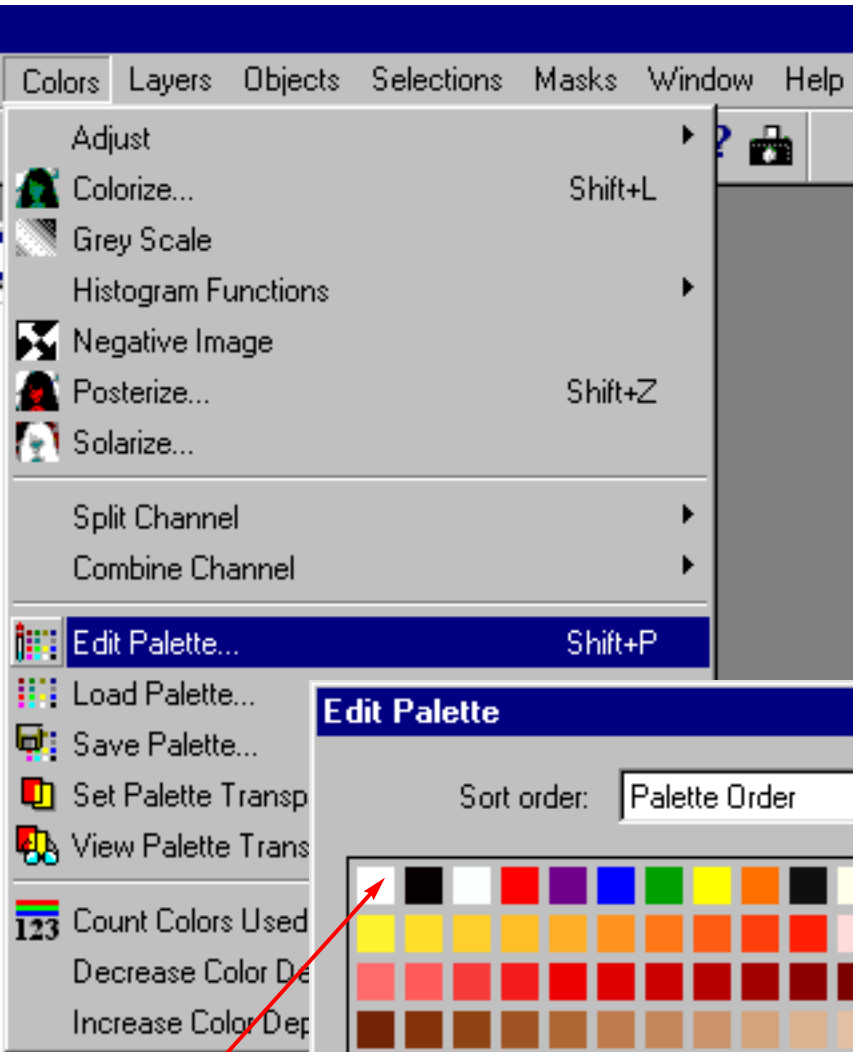 Colors Layers Objects Selections Masks Window Help
?
Adjust
Colorize... Shift+L
Grey Scale
Histogram Functions
Negative Image
Posterize... Shift+Z
Solarize...
Split Channel
Combine Channel
Edit Palette... Shift+P
Load Palette...
Save Palette...
Set Palette Transp
View Palette Trans
123 Count Colors Used
Decrease Color De
Increase Color Dep
Edit Palette
Sort order: Palette Order